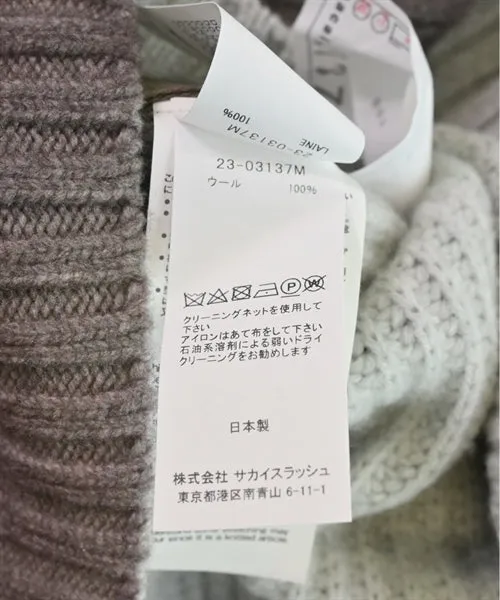 LAINE 100%
23-03137M
23-03137M
ウール 100%
クリーニングネットを使用して
下さい
アイロンはあて布をして下さい
石油系溶剤による弱いドライ
クリーニングをお勧めします
日本製
株式会社 サカイスラッシュ
東京都港区南青山 6-11-1